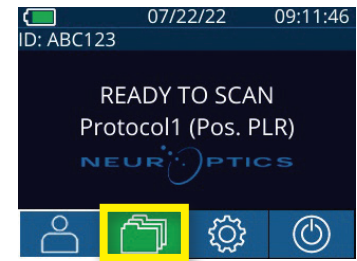 07/22/22 09:11:46
ID: ABC123
READY TO SCAN
Protocol1 (Pos. PLR)
NEUROPTICS